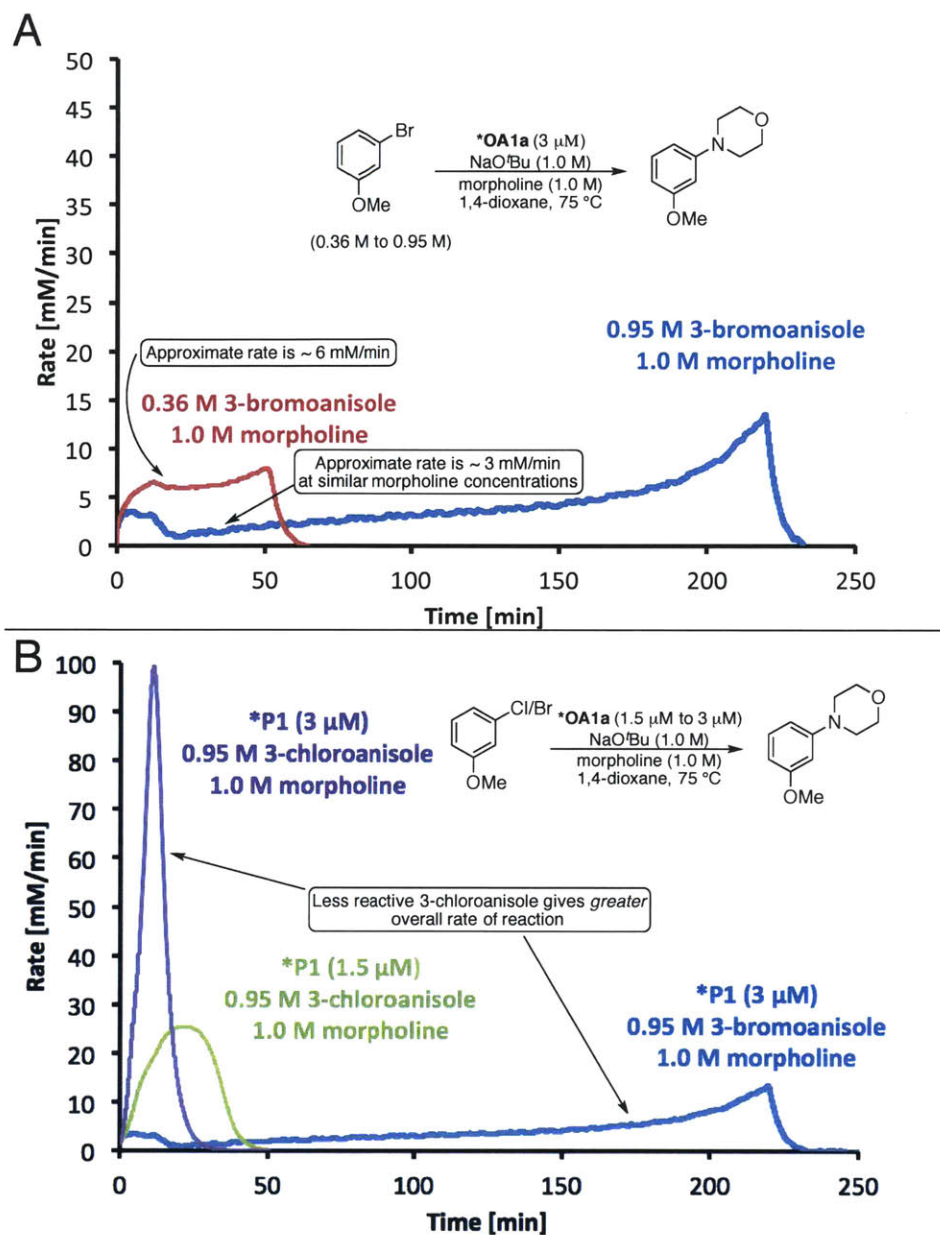 A
50
45
40
35
30
25
20
15
10
5
0
Rate [mM/min]
Br
OMe
(0.36 M to 0.95 M)
*OA1a (3 μM)
NaOᵗBu (1.0 M)
morpholine (1.0 M)
1,4-dioxane, 75 °C
O
N
OMe
0.95 M 3-bromoanisole
1.0 M morpholine
Approximate rate is ~ 6 mM/min
0.36 M 3-bromoanisole
1.0 M morpholine
Approximate rate is ~ 3 mM/min
at similar morpholine concentrations
0 50 100 150 200 250
Time [min]
B
100
90
80
70
60
50
40
30
20
10
0
Rate [mM/min]
*P1 (3 μM)
0.95 M 3-chloroanisole
1.0 M morpholine
Cl/Br
OMe
*OA1a (1.5 μM to 3 μM)
NaOᵗBu (1.0 M)
morpholine (1.0 M)
1,4-dioxane, 75 °C
O
N
OMe
Less reactive 3-chloroanisole gives greater
overall rate of reaction
*P1 (1.5 μM)
0.95 M 3-chloroanisole
1.0 M morpholine
*P1 (3 μM)
0.95 M 3-bromoanisole
1.0 M morpholine
0 50 100 150 200 250
Time [min]